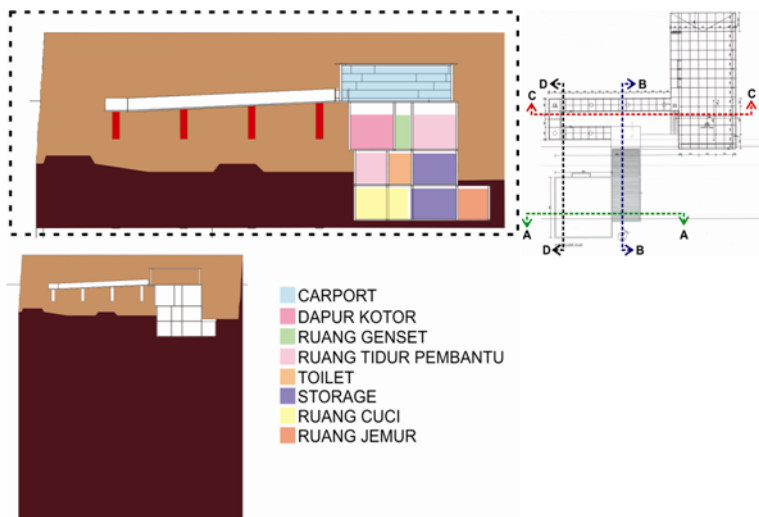 D
B
C
C
A
A
D
B
CARPORT
DAPUR KOTOR
RUANG GENSET
RUANG TIDUR PEMBANTU
TOILET
STORAGE
RUANG CUCI
RUANG JEMUR